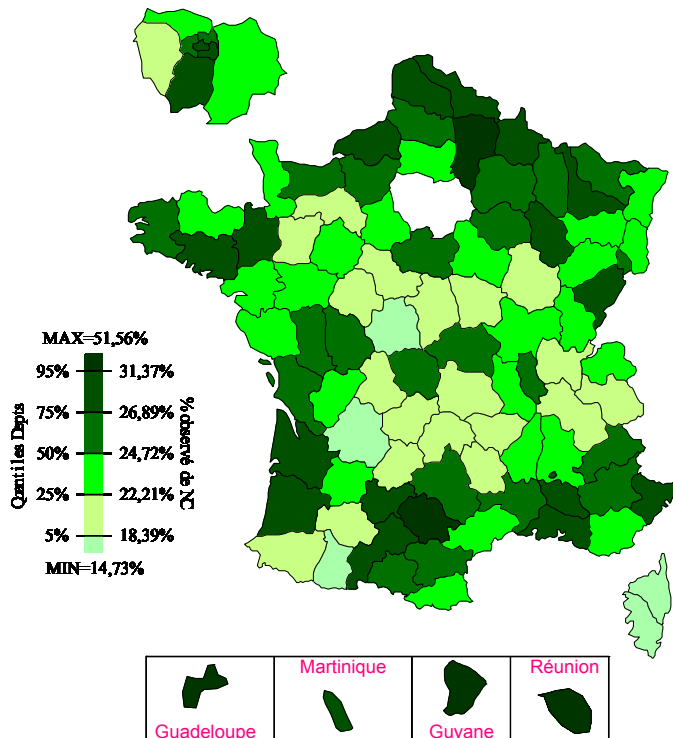 MAX=51,56%
95% 31,37%
75% 26,89%
50% 24,72%
25% 22,21%
5% 18,39%
MIN=14,73%
Quantiles Depts
% observé de NC
Martinique
Réunion
Guadeloupe
Guyane